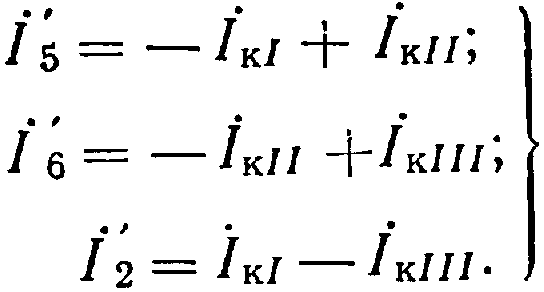 İ′₅ = — İкI + İкII;
İ′₆ = — İкII + İкIII;
İ′₂ = İкI — İкIII.